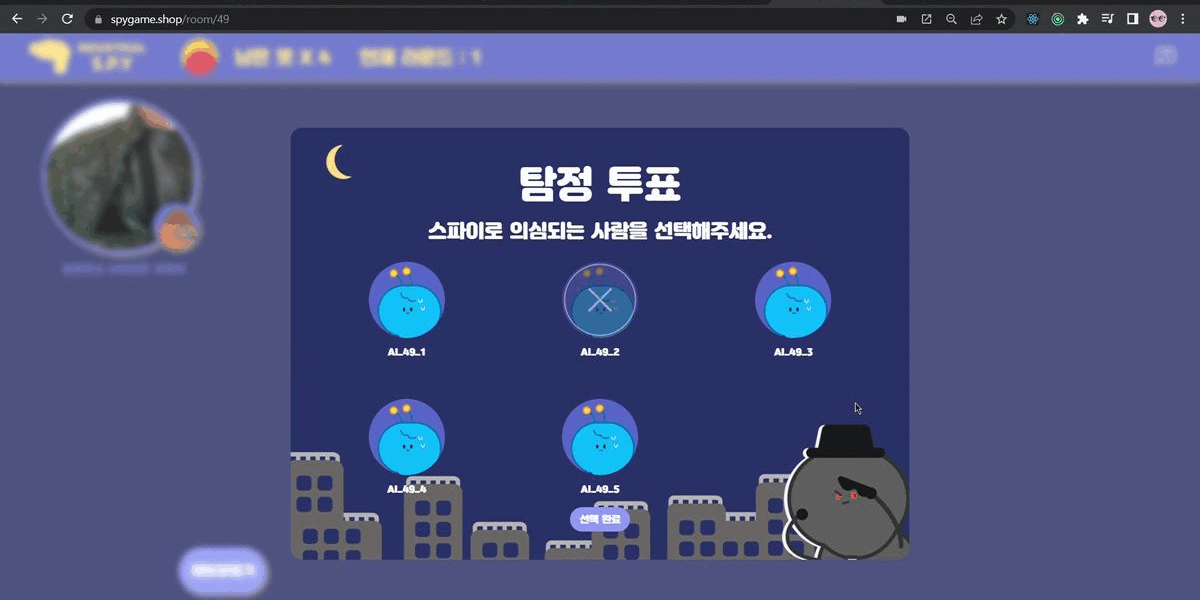 spygame.shop/room/49
INDUSTRIAL
S.P.Y
남은 표 X 4 현재 라운드 : 1
탐정 투표
스파이로 의심되는 사람을 선택해주세요.
AI_49_1 AI_49_2 AI_49_3
AI_49_4 AI_49_5
선택 완료